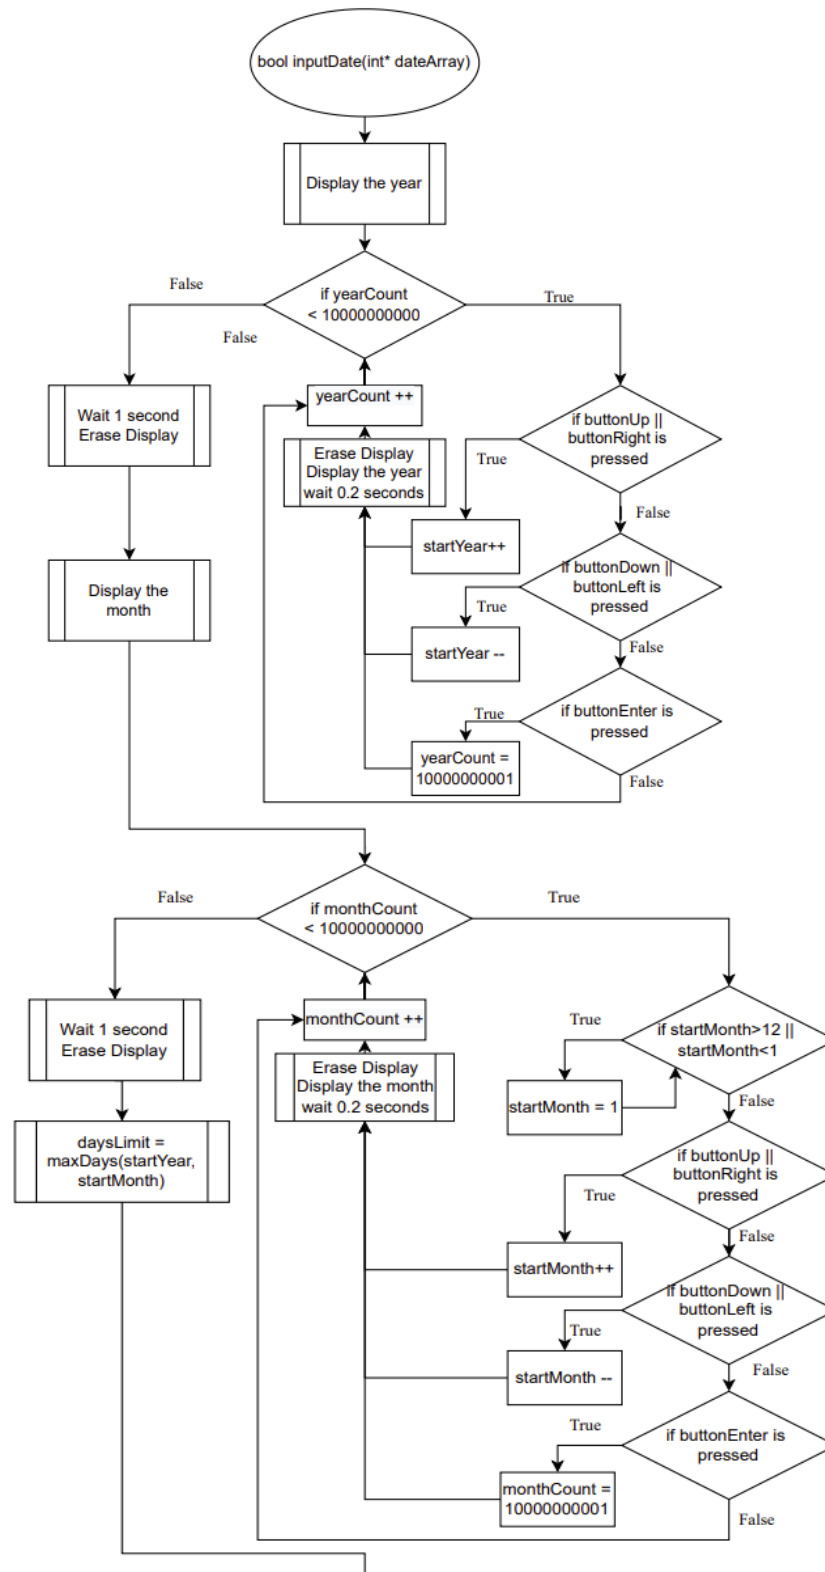 bool inputDate(int* dateArray)
Display the year
False
if yearCount
< 10000000000
True
False
yearCount ++
Wait 1 second
Erase Display
if buttonUp ||
buttonRight is
pressed
Erase Display
Display the year
wait 0.2 seconds
True
False
startYear++
Display the
month
if buttonDown ||
buttonLeft is
pressed
True
False
startYear --
True
if buttonEnter is
pressed
yearCount =
10000000001
False
False
if monthCount
< 10000000000
True
monthCount ++
Wait 1 second
Erase Display
True
if startMonth>12 ||
startMonth<1
Erase Display
Display the month
wait 0.2 seconds
startMonth = 1
False
daysLimit =
maxDays(startYear,
startMonth)
if buttonUp ||
buttonRight is
pressed
True
False
startMonth++
if buttonDown ||
buttonLeft is
pressed
True
False
startMonth --
True
if buttonEnter is
pressed
monthCount =
10000000001
False